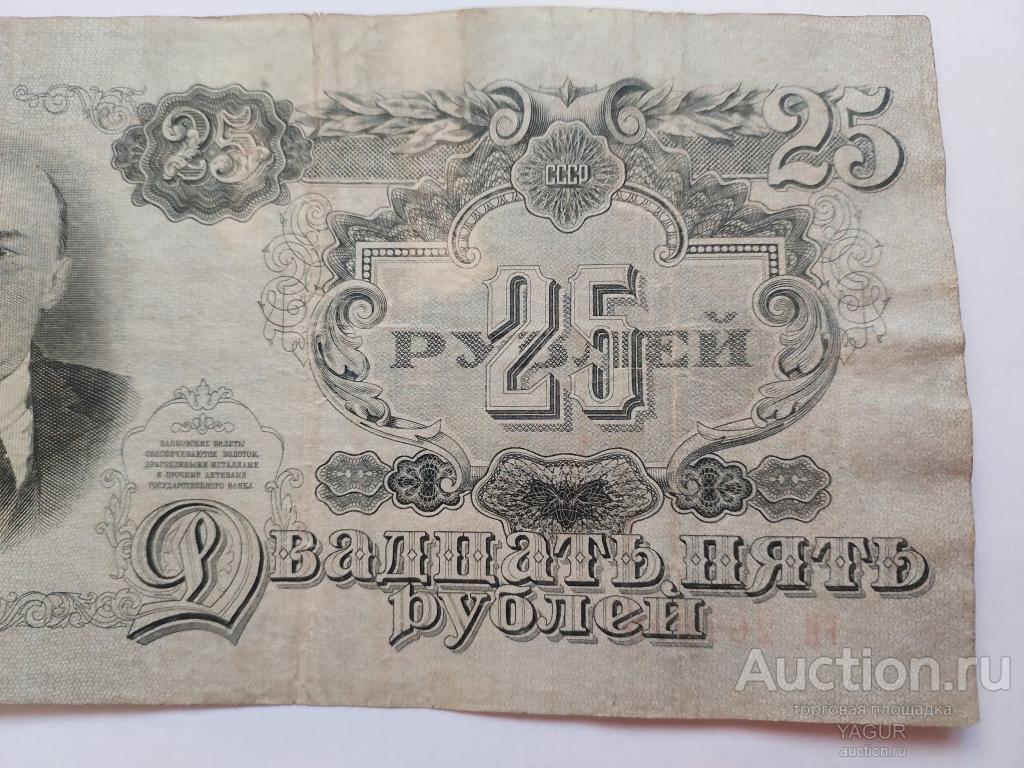 25
25
СССР
25
РУБЛЕЙ
БАНКОВСКИЕ БИЛЕТЫ
ОБЕСПЕЧИВАЮТСЯ ЗОЛОТОМ,
ДРАГОЦЕННЫМИ МЕТАЛЛАМИ
И ПРОЧИМИ АКТИВАМИ
ГОСУДАРСТВЕННОГО БАНКА
Двадцать пять
рублей
Auction.ru
торговая площадка
YAGUR
auction.ru